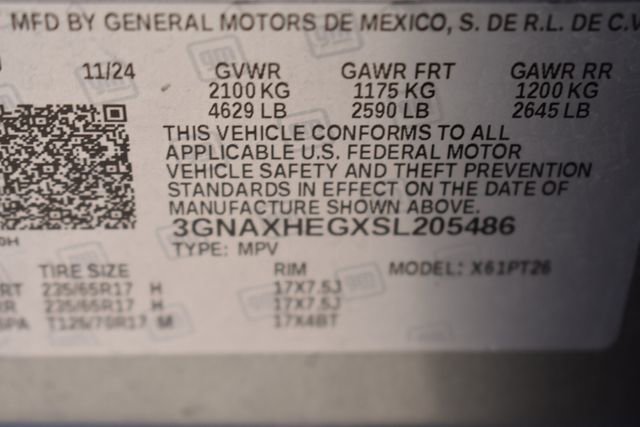 MFD BY GENERAL MOTORS DE MEXICO, S. DE R.L. DE C.V
11/24 GVWR GAWR FRT GAWR RR
2100 KG 1175 KG 1200 KG
4629 LB 2590 LB 2645 LB
THIS VEHICLE CONFORMS TO ALL
APPLICABLE U.S. FEDERAL MOTOR
VEHICLE SAFETY AND THEFT PREVENTION
STANDARDS IN EFFECT ON THE DATE OF
MANUFACTURE SHOWN ABOVE.
3GNAXHEGXSL205486
TYPE: MPV
TIRE SIZE RIM MODEL: X61PT26
RT 235/65R17 H 17X7.5J
RR 235/65R17 H 17X7.5J
SPA T125/70R17 M 17X4BT